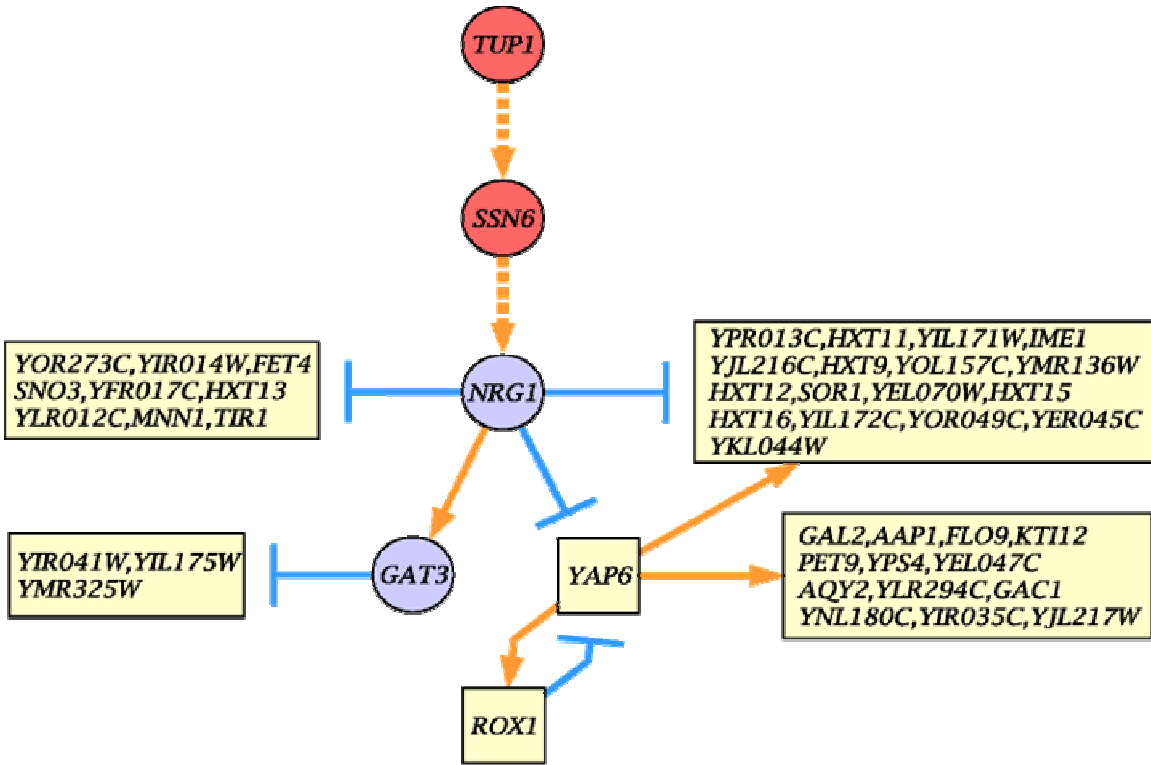 TUP1
SSN6
YOR273C,YIR014W,FET4
SNO3,YFR017C,HXT13
YLR012C,MNN1,TIR1
NRG1
YPR013C,HXT11,YIL171W,IME1
YJL216C,HXT9,YOL157C,YMR136W
HXT12,SOR1,YEL070W,HXT15
HXT16,YIL172C,YOR049C,YER045C
YKL044W
YIR041W,YIL175W
YMR325W
GAT3
YAP6
GAL2,AAP1,FLO9,KTI12
PET9,YPS4,YEL047C
AQY2,YLR294C,GAC1
YNL180C,YIR035C,YJL217W
ROX1